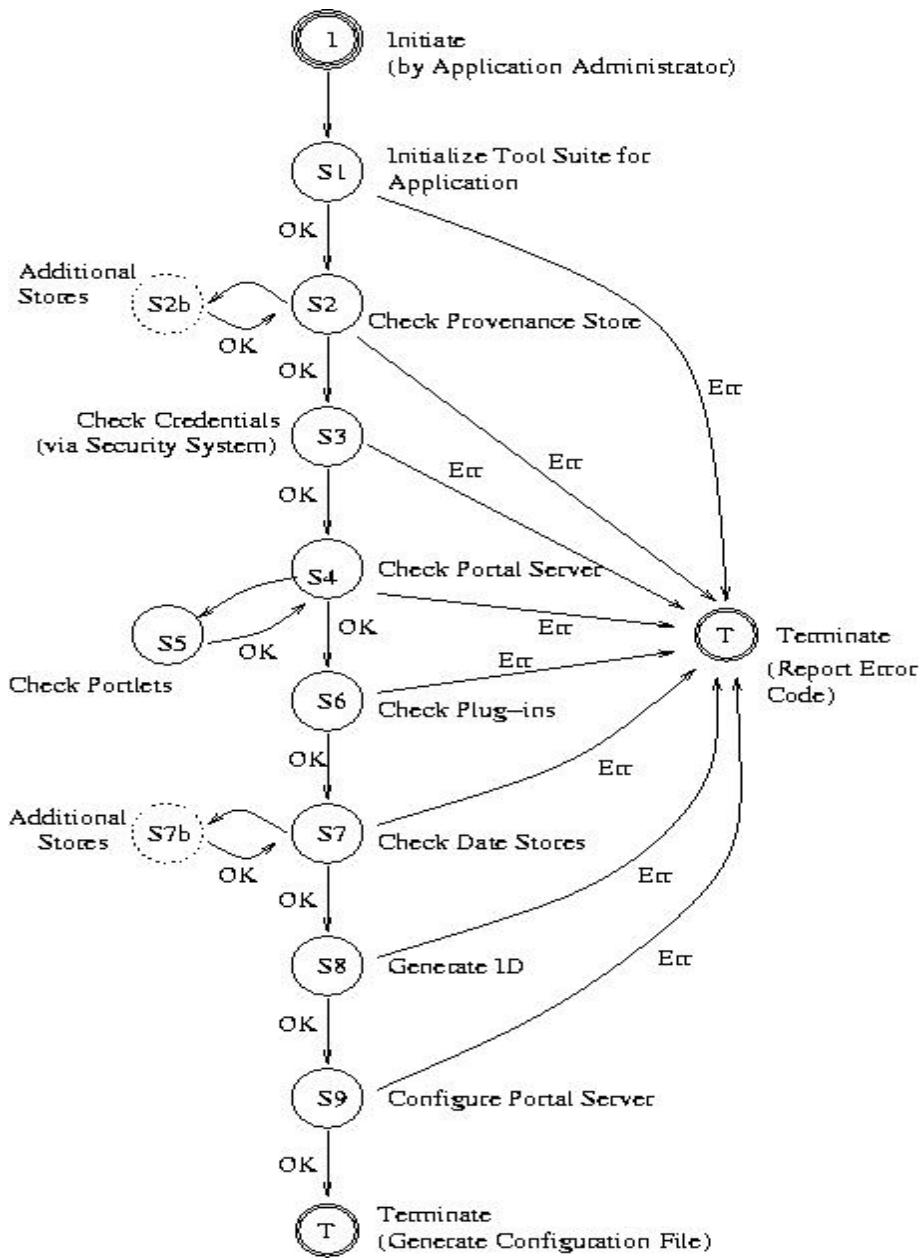 I
Initiate
(by Application Administrator)
S1
Initialize Tool Suite for
Application
OK
Additional
Stores
S2b
S2
OK
Check Provenance Store
OK
Err
Check Credentials
(via Security System)
S3
Err
Err
OK
S4
Check Portal Server
S5
OK
OK
Err
T
Terminate
(Report Error
Code)
Check Portlets
Err
S6
Check Plug-ins
OK
Err
Additional
Stores
S7b
S7
Check Date Stores
OK
OK
Err
S8
Generate ID
Err
OK
S9
Configure Portal Server
OK
T
Terminate
(Generate Configuration File)